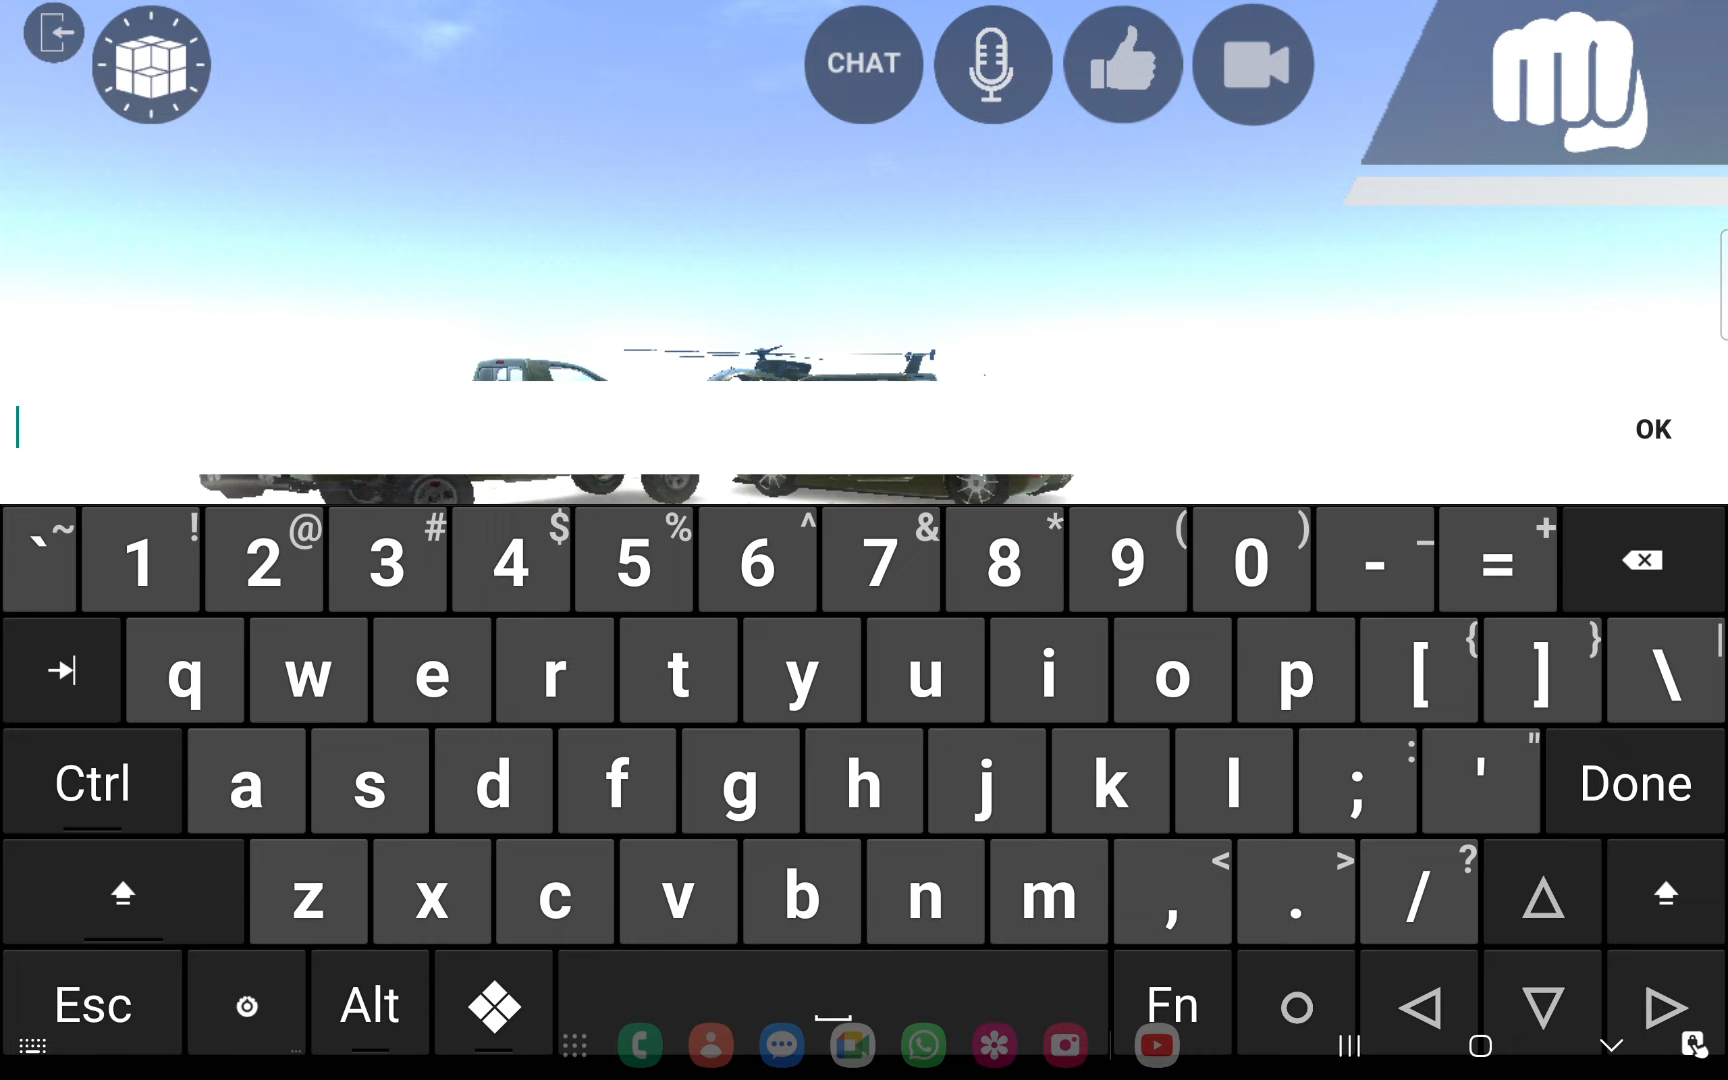 CHAT
OK
` ~ 1 ! 2 @ 3 # 4 $ 5 % 6 ^ 7 & 8 * 9 ( 0 ) - _ = +
q w e r t y u i o p [ { ] } \ |
Ctrl a s d f g h j k l ; : ' " Done
z x c v b n m , < . > / ?
Esc Alt Fn